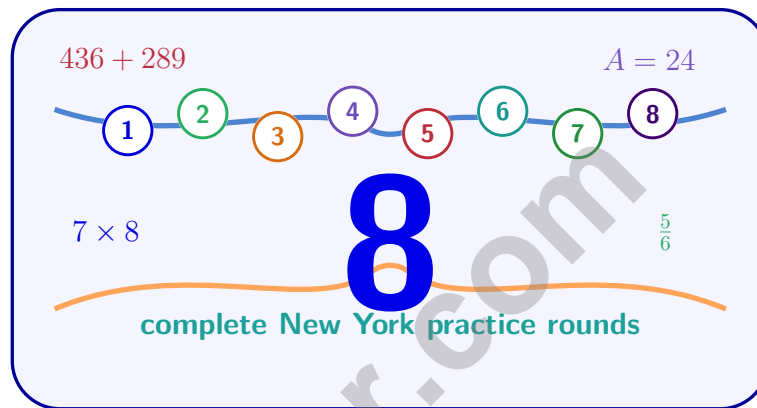 436 + 289
A = 24
1 2 3 4 5 6 7 8
7 × 8
8
5/6
complete New York practice rounds
r.com